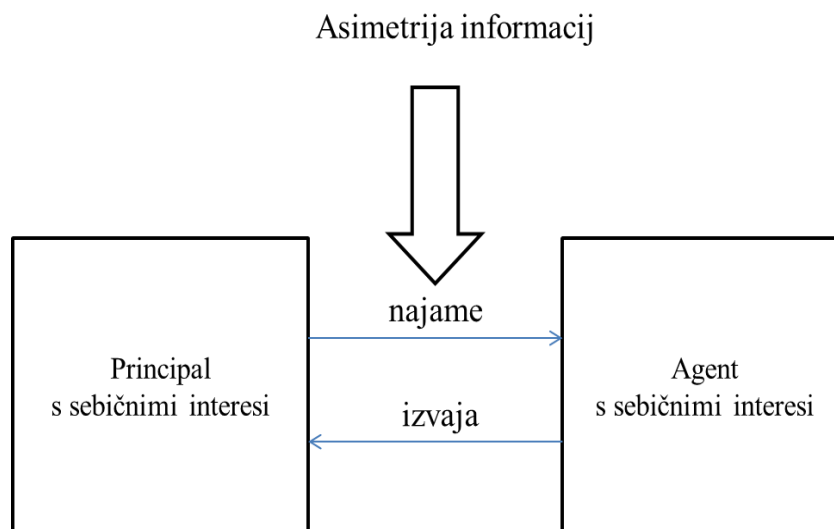 Asimetrija informacij
najame
Principal
s sebičnimi interesi
izvaja
Agent
s sebičnimi interesi